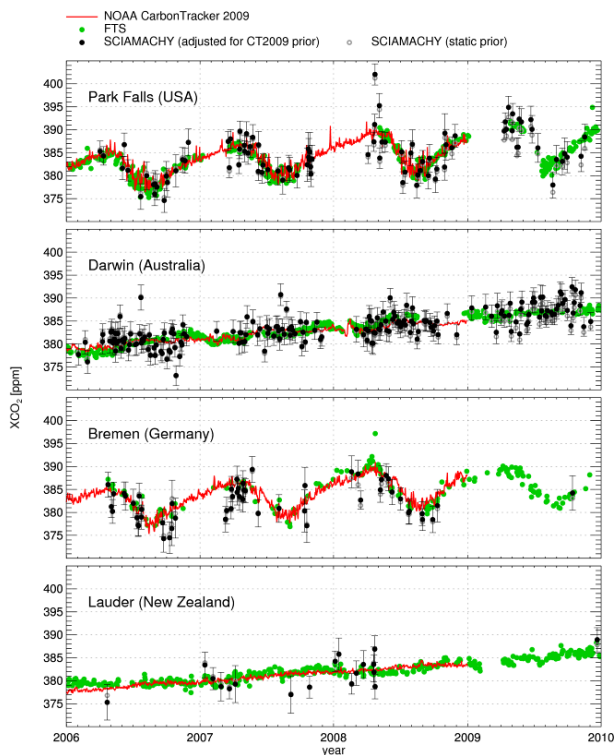 NOAA CarbonTracker 2009
FTS
SCIAMACHY (adjusted for CT2009 prior) SCIAMACHY (static prior)
Park Falls (USA)
400
395
390
385
380
375
Darwin (Australia)
400
395
390
385
380
375
XCO₂ [ppm]
Bremen (Germany)
400
395
390
385
380
375
Lauder (New Zealand)
400
395
390
385
380
375
2006 2007 2008 2009 2010
year